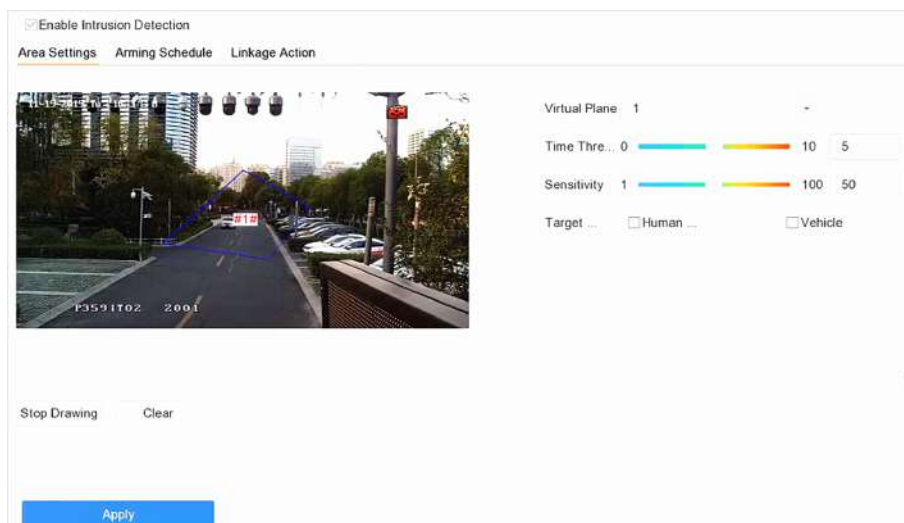 Enable Intrusion Detection
Area Settings Arming Schedule Linkage Action
Virtual Plane 1
Time Thre... 0 10 5
Sensitivity 1 100 50
Target ... Human ... Vehicle
#1#
P3591T02 2001
Stop Drawing Clear
Apply